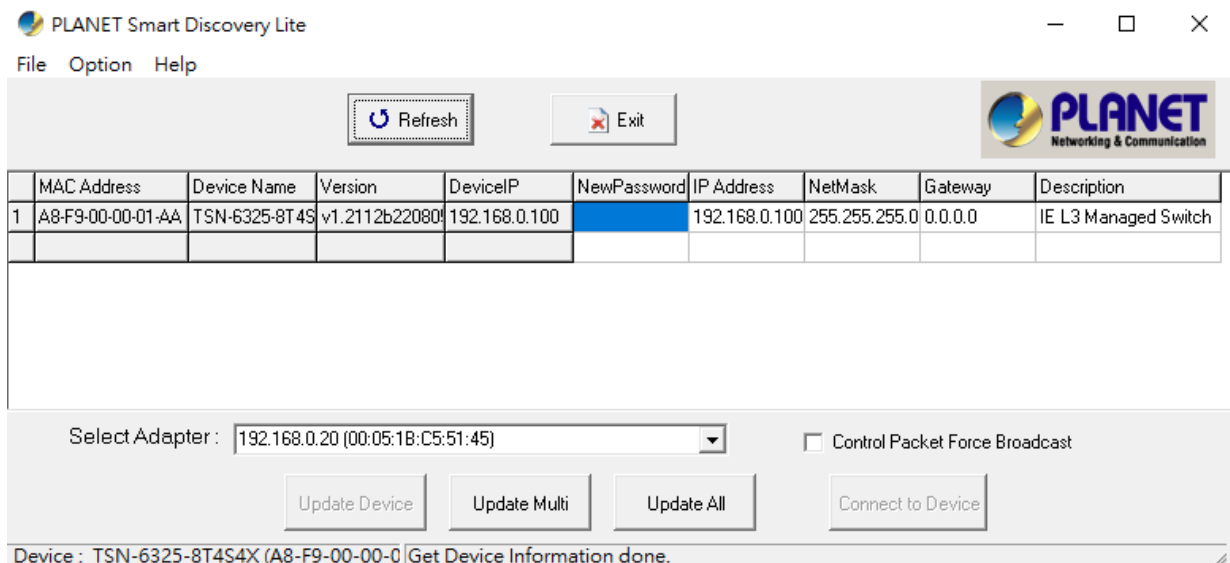 PLANET Smart Discovery Lite
File Option Help
Refresh Exit PLANET
Networking & Communication
MAC Address Device Name Version DeviceIP NewPassword IP Address NetMask Gateway Description
1 A8-F9-00-00-01-AA TSN-6325-8T4S v1.2112b22080 192.168.0.100 192.168.0.100 255.255.255.0 0.0.0.0 IE L3 Managed Switch
Select Adapter : 192.168.0.20 (00:05:1B:C5:51:45) Control Packet Force Broadcast
Update Device Update Multi Update All Connect to Device
Device : TSN-6325-8T4S4X (A8-F9-00-00-0 Get Device Information done.